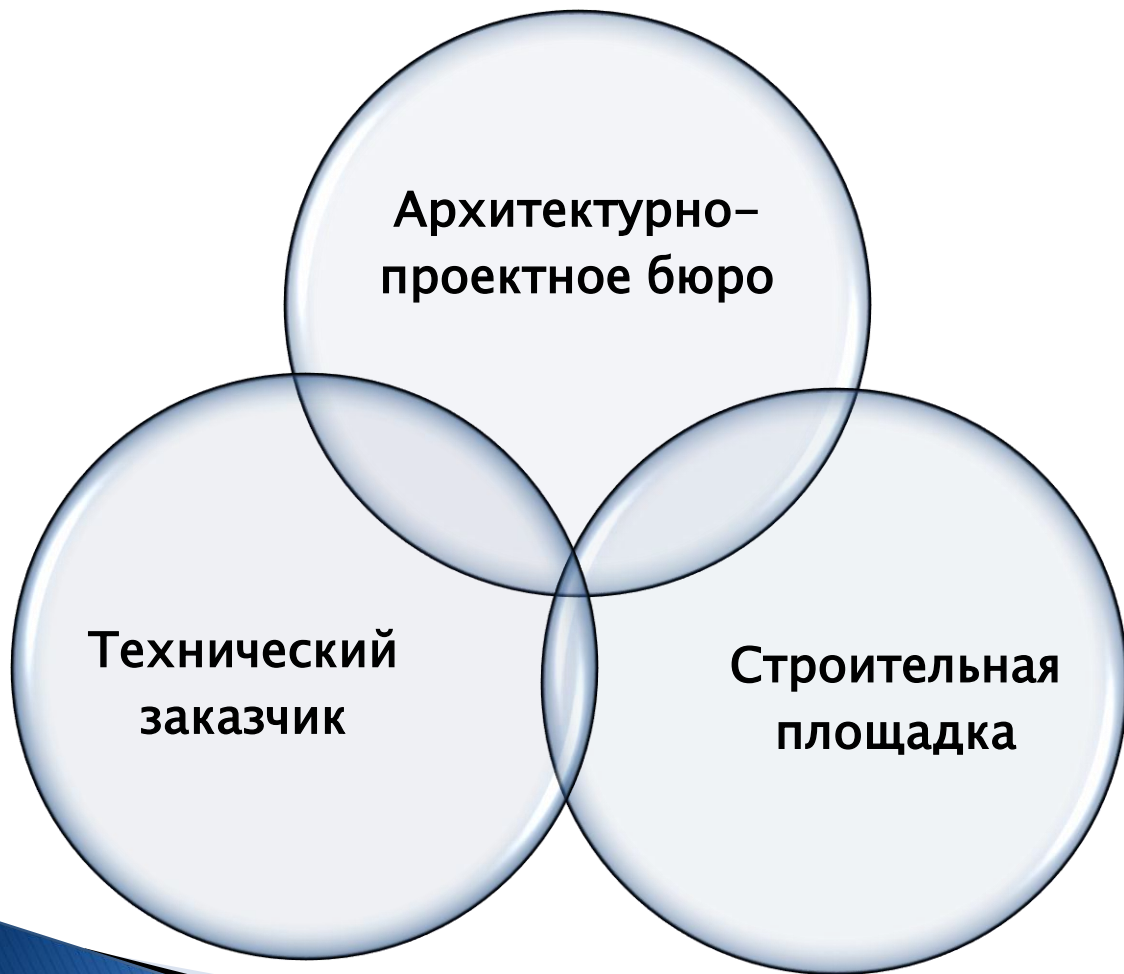 Архитектурно-
проектное бюро
Технический
заказчик
Строительная
площадка